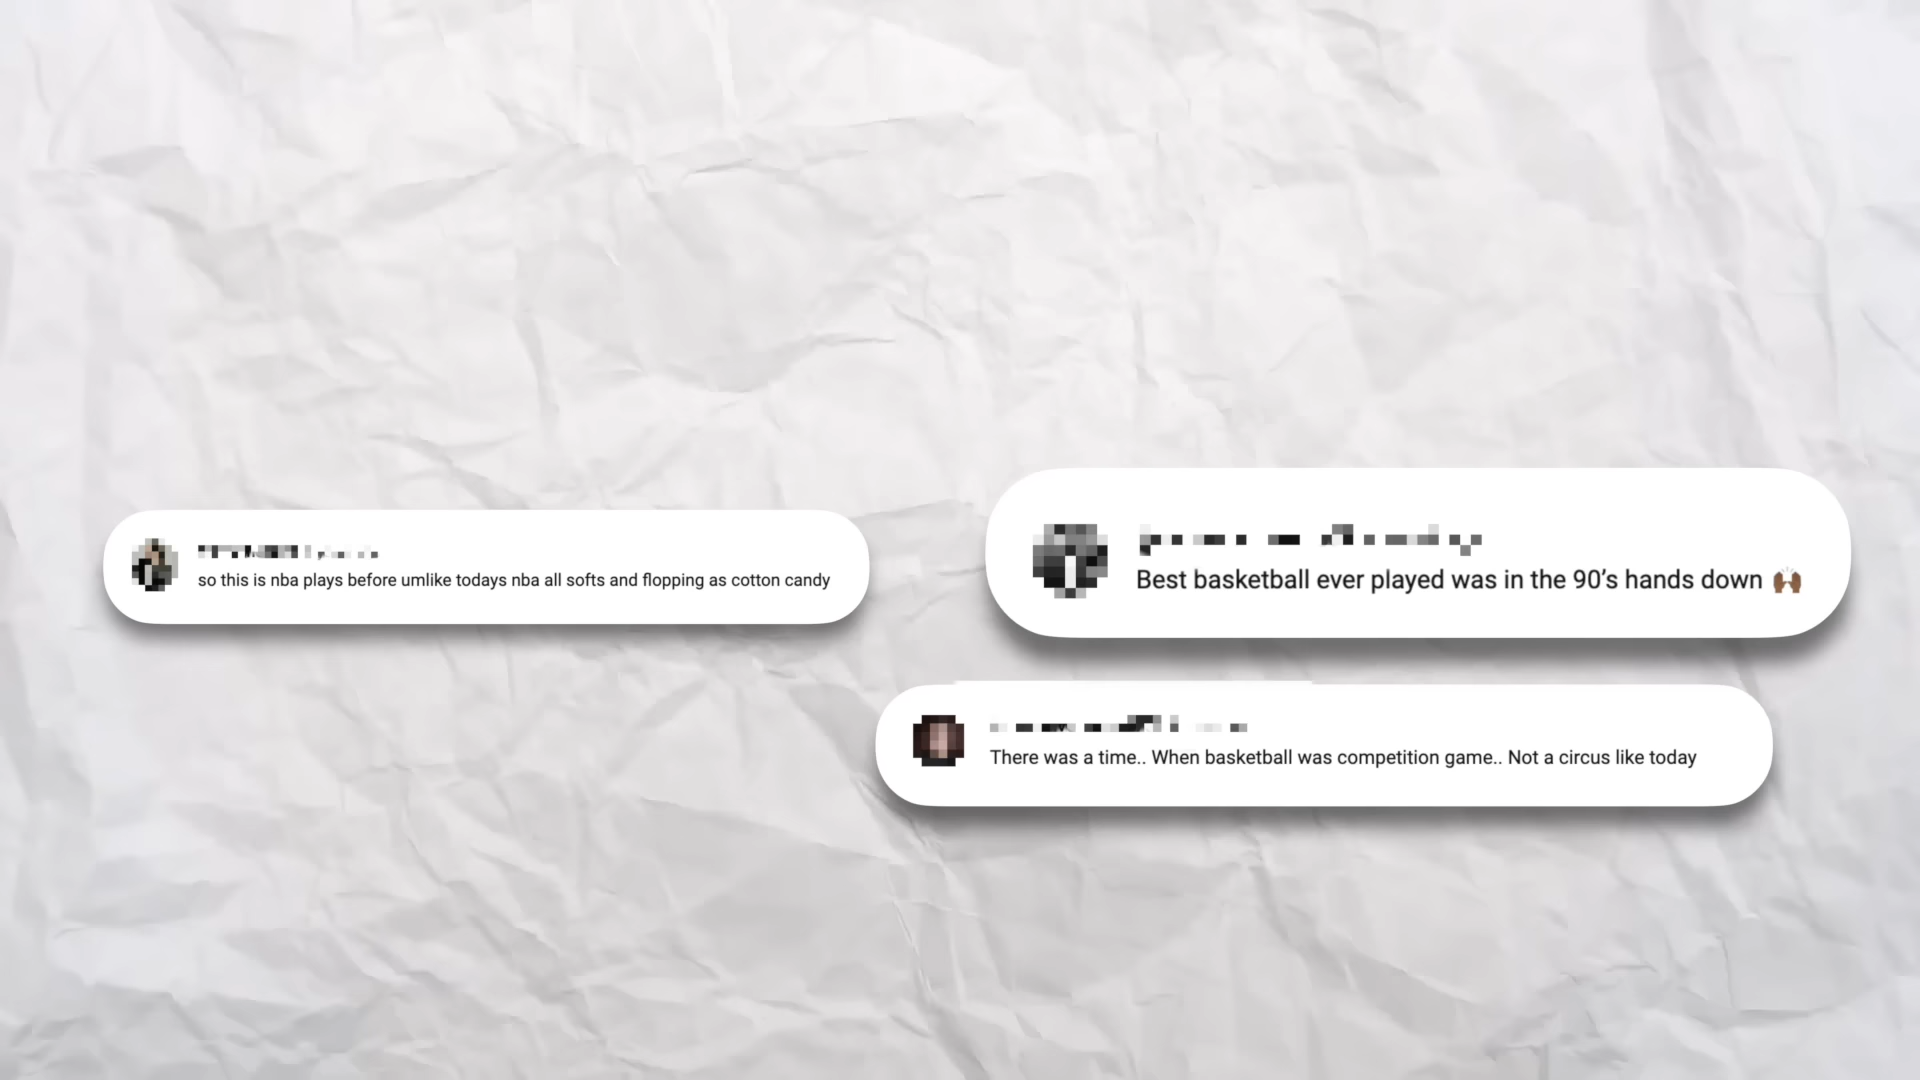 so this is nba plays before umlike todays nba all softs and flopping as cotton candy
Best basketball ever played was in the 90’s hands down 🙌🏾
There was a time.. When basketball was competition game.. Not a circus like today